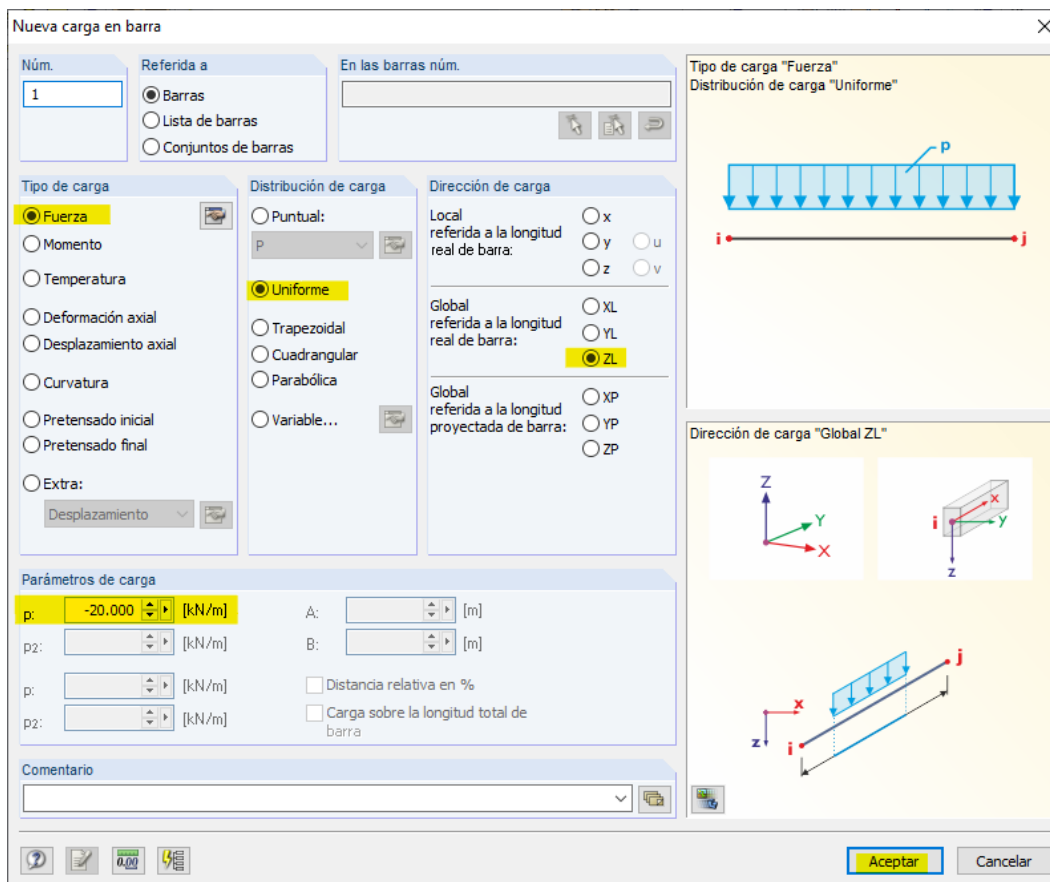 Nueva carga en barra
Núm.
1
Referida a
Barras
Lista de barras
Conjuntos de barras
En las barras núm.
Tipo de carga
Fuerza
Momento
Temperatura
Deformación axial
Desplazamiento axial
Curvatura
Pretensado inicial
Pretensado final
Extra:
Desplazamiento
Distribución de carga
Puntual:
P
Uniforme
Trapezoidal
Cuadrangular
Parabólica
Variable...
Dirección de carga
Local
referida a la longitud
real de barra:
x
y u
z v
Global
referida a la longitud
real de barra:
XL
YL
ZL
Global
referida a la longitud
proyectada de barra:
XP
YP
ZP
Parámetros de carga
p: -20.000 [kN/m]
p2: [kN/m]
p: [kN/m]
p2: [kN/m]
A: [m]
B: [m]
Distancia relativa en %
Carga sobre la longitud total de
barra
Comentario
0.00
Tipo de carga "Fuerza"
Distribución de carga "Uniforme"
p
i j
Dirección de carga "Global ZL"
Z
Y
X
x
i y
z
j
x
z i
Aceptar
Cancelar